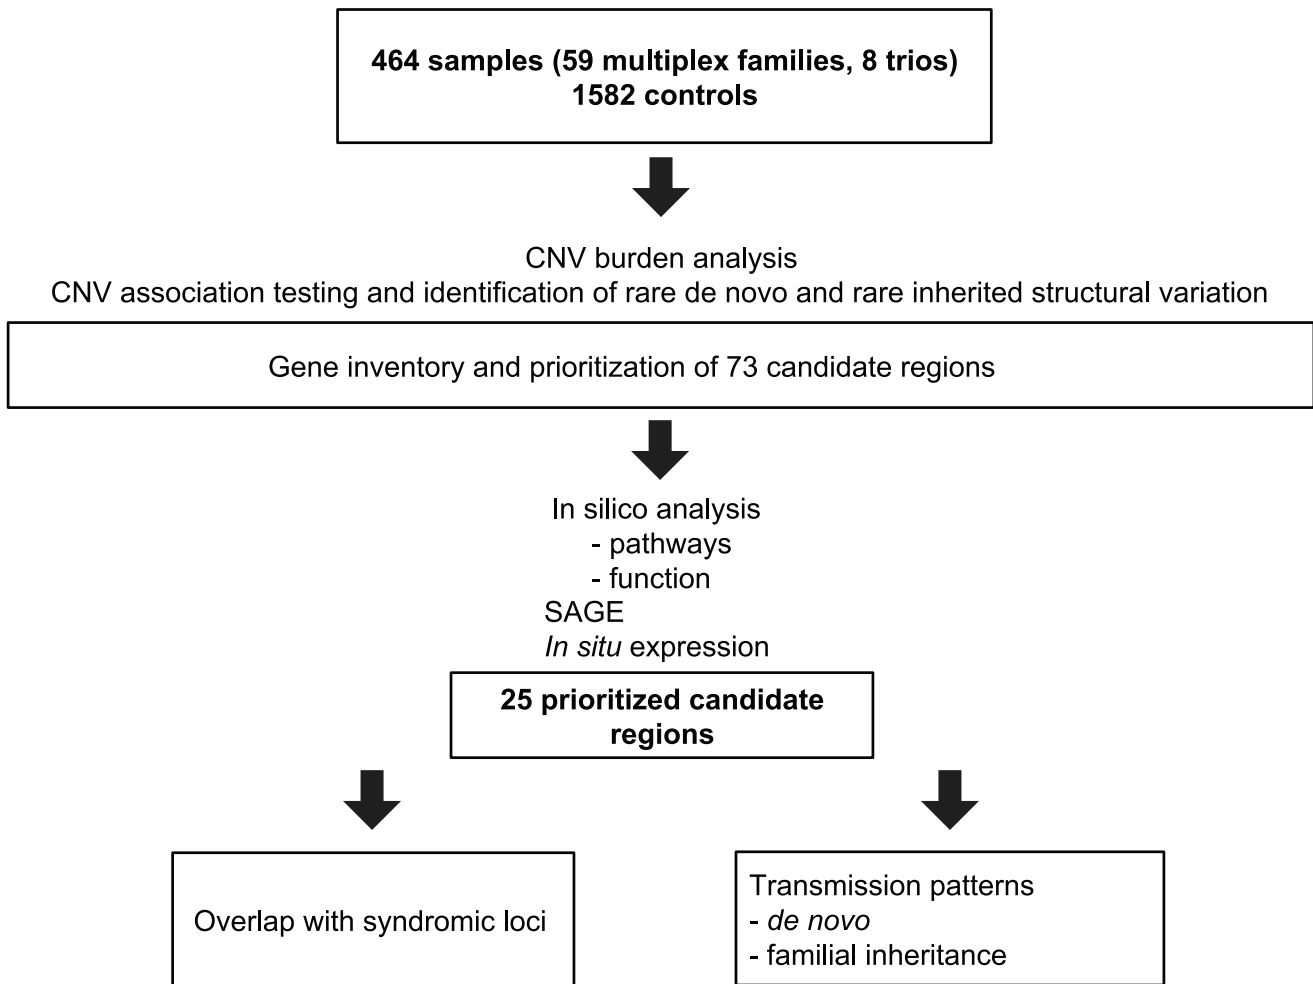 464 samples (59 multiplex families, 8 trios)
1582 controls
CNV burden analysis
CNV association testing and identification of rare de novo and rare inherited structural variation
Gene inventory and prioritization of 73 candidate regions
In silico analysis
- pathways
- function
SAGE
In situ expression
25 prioritized candidate
regions
Overlap with syndromic loci
Transmission patterns
- de novo
- familial inheritance